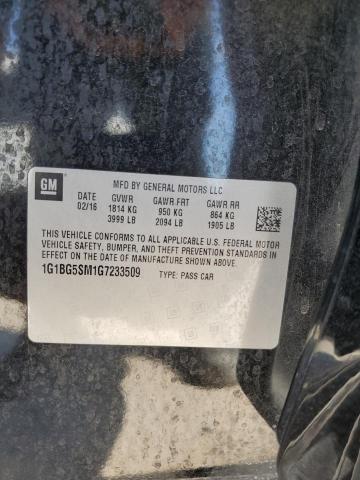 GM
MFD BY GENERAL MOTORS LLC
DATE GVWR GAWR FRT GAWR RR
02/16 1814 KG 950 KG 864 KG
3999 LB 2094 LB 1905 LB
THIS VEHICLE CONFORMS TO ALL APPLICABLE U.S. FEDERAL MOTOR
VEHICLE SAFETY, BUMPER, AND THEFT PREVENTION STANDARDS IN
EFFECT ON THE DATE OF MANUFACTURE SHOWN ABOVE.
1G1BG5SM1G7233509 TYPE: PASS CAR